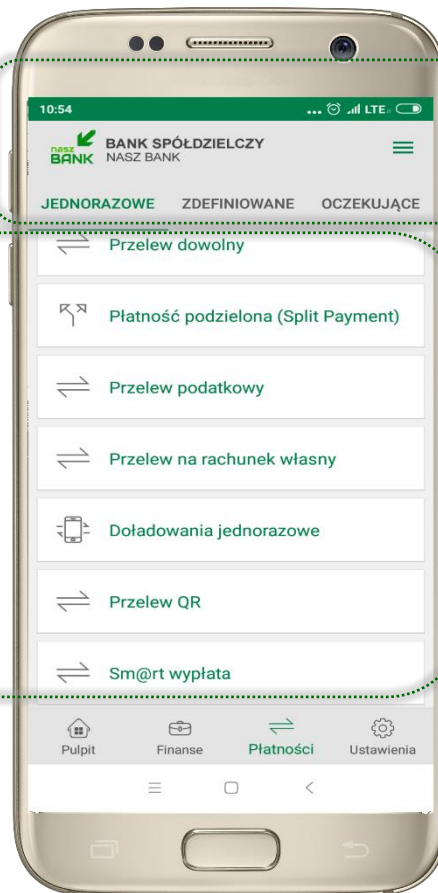 10:54
LTE
nasz
BANK
BANK SPÓŁDZIELCZY
NASZ BANK
JEDNORAZOWE ZDEFINIOWANE OCZEKUJĄCE
Przelew dowolny
Płatność podzielona (Split Payment)
Przelew podatkowy
Przelew na rachunek własny
Doładowania jednorazowe
Przelew QR
Sm@rt wypłata
Pulpit Finanse Płatności Ustawienia